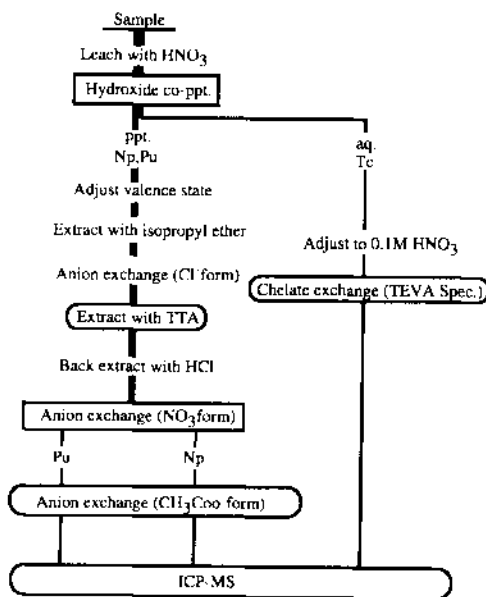 Sample
Leach with HNO3
Hydroxide co-ppt.
ppt.
Np,Pu
aq.
Tc
Adjust valence state
Extract with isopropyl ether
Adjust to 0.1M HNO3
Anion exchange (Cl form)
Chelate exchange (TEVA Spec.)
Extract with TTA
Back extract with HCl
Anion exchange (NO3form)
Pu Np
Anion exchange (CH3Coo form)
ICP-MS